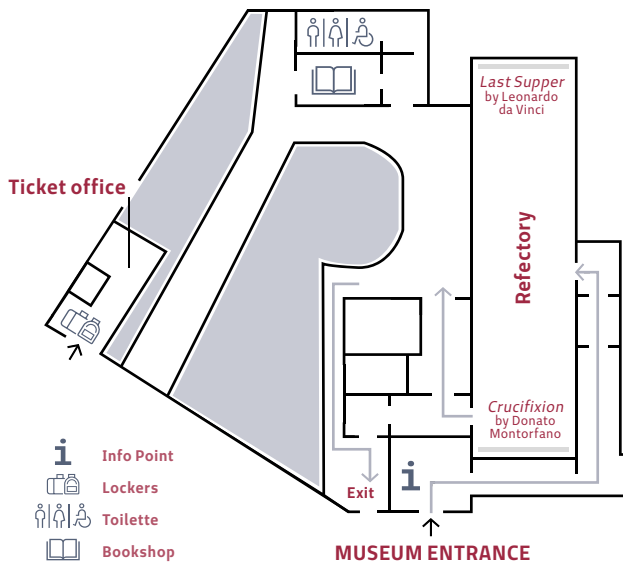 Last Supper
by Leonardo
da Vinci
Ticket office
Refectory
Crucifixion
by Donato
Montorfano
i
Exit
MUSEUM ENTRANCE
i Info Point
Lockers
Toilette
Bookshop